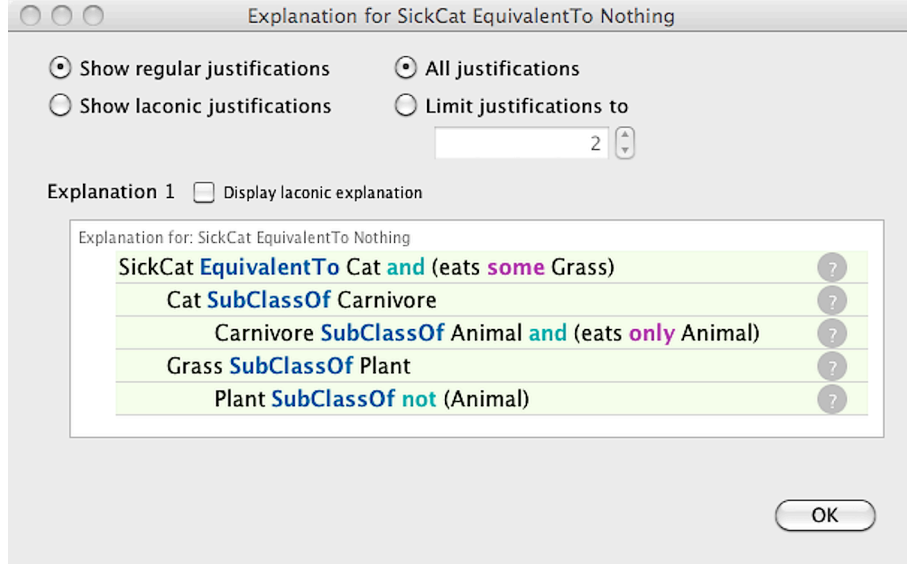 Explanation for SickCat EquivalentTo Nothing
Show regular justifications
All justifications
Show laconic justifications
Limit justifications to
2
Explanation 1 Display laconic explanation
Explanation for: SickCat EquivalentTo Nothing
SickCat EquivalentTo Cat and (eats some Grass) ?
Cat SubClassOf Carnivore ?
Carnivore SubClassOf Animal and (eats only Animal) ?
Grass SubClassOf Plant ?
Plant SubClassOf not (Animal) ?
OK